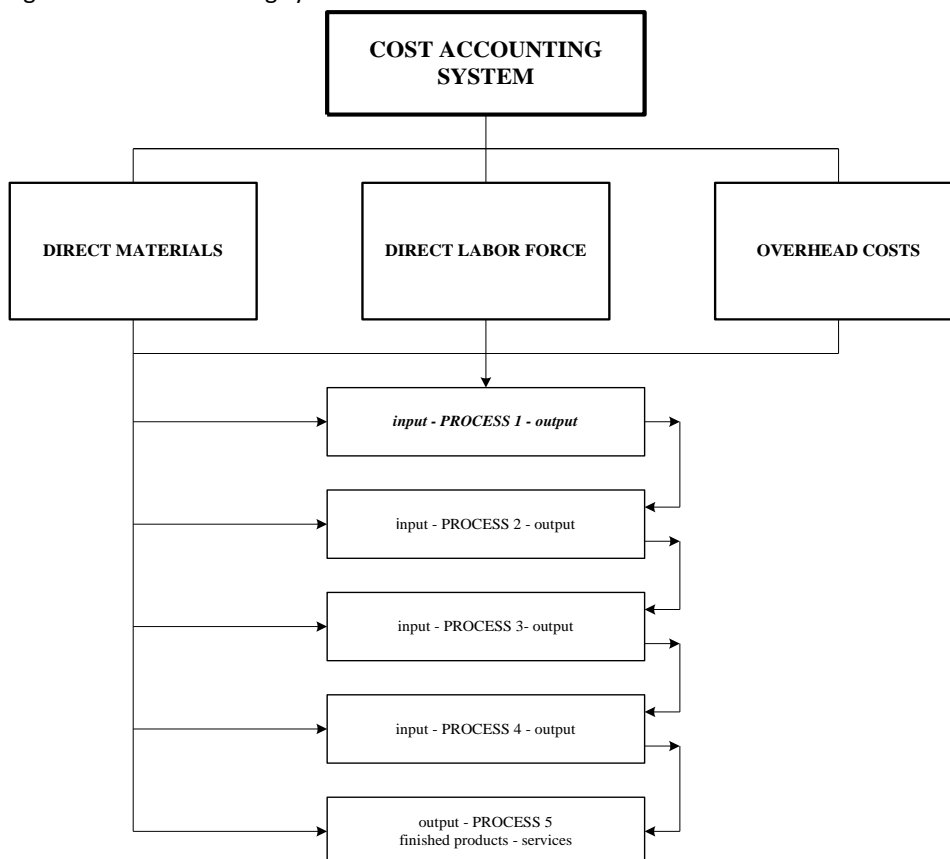 COST ACCOUNTING
SYSTEM
DIRECT MATERIALS
DIRECT LABOR FORCE
OVERHEAD COSTS
input - PROCESS 1 - output
input - PROCESS 2 - output
input - PROCESS 3- output
input - PROCESS 4 - output
output - PROCESS 5
finished products - services